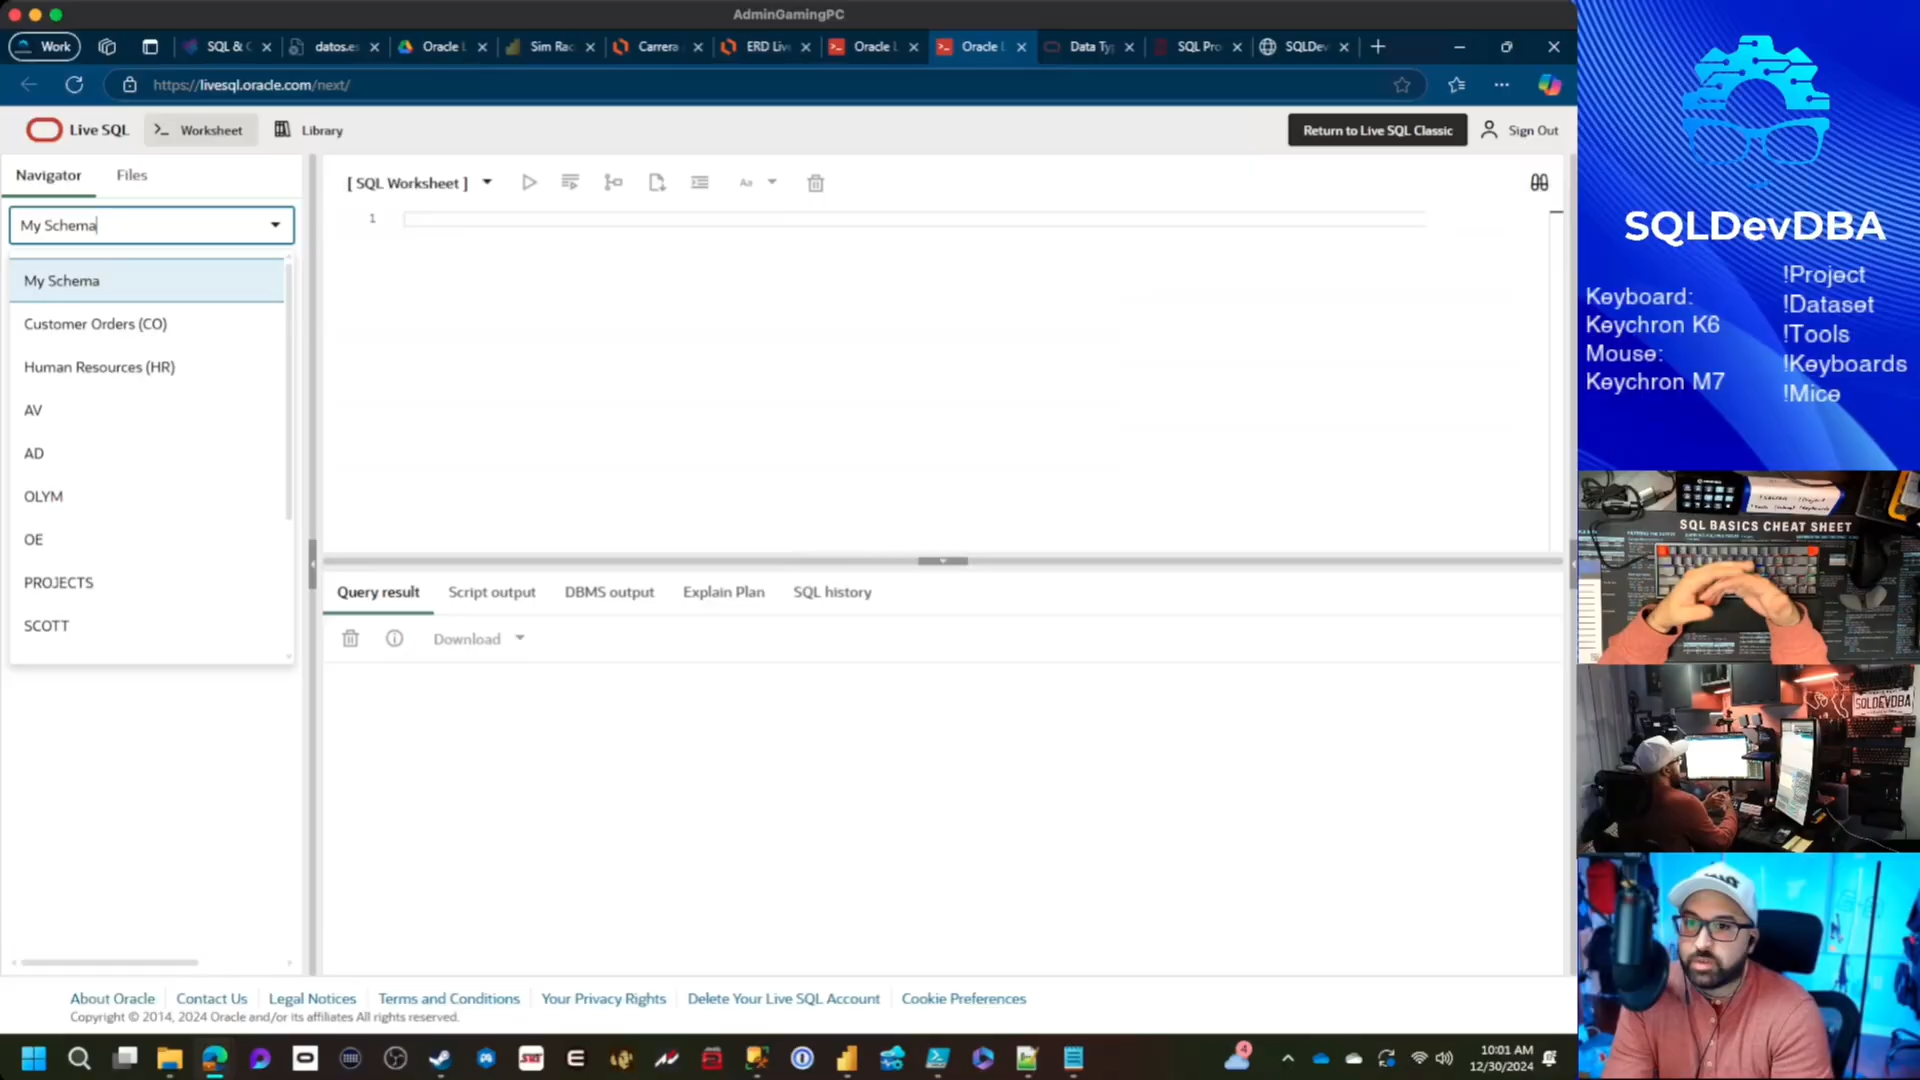 AdminGamingPC
Work
SQL & C
datos.es
Oracle L
Sim Rac
Carrera
ERD Live
Oracle L
Oracle L
Data Typ
SQL Pro
SQLDev
https://livesql.oracle.com/next/
Live SQL
Worksheet
Library
Return to Live SQL Classic
Sign Out
Navigator
Files
[ SQL Worksheet ]
Aa
My Schema
1
My Schema
Customer Orders (CO)
Human Resources (HR)
AV
AD
OLYM
OE
PROJECTS
SCOTT
Query result
Script output
DBMS output
Explain Plan
SQL history
Download
About Oracle
Contact Us
Legal Notices
Terms and Conditions
Your Privacy Rights
Delete Your Live SQL Account
Cookie Preferences
Copyright © 2014, 2024 Oracle and/or its affiliates All rights reserved.
4
10:01 AM
12/30/2024
SQLDevDBA
Keyboard:
Keychron K6
Mouse:
Keychron M7
!Project
!Dataset
!Tools
!Keyboards
!Mice
SQL BASICS CHEAT SHEET
SQLDEVDBA